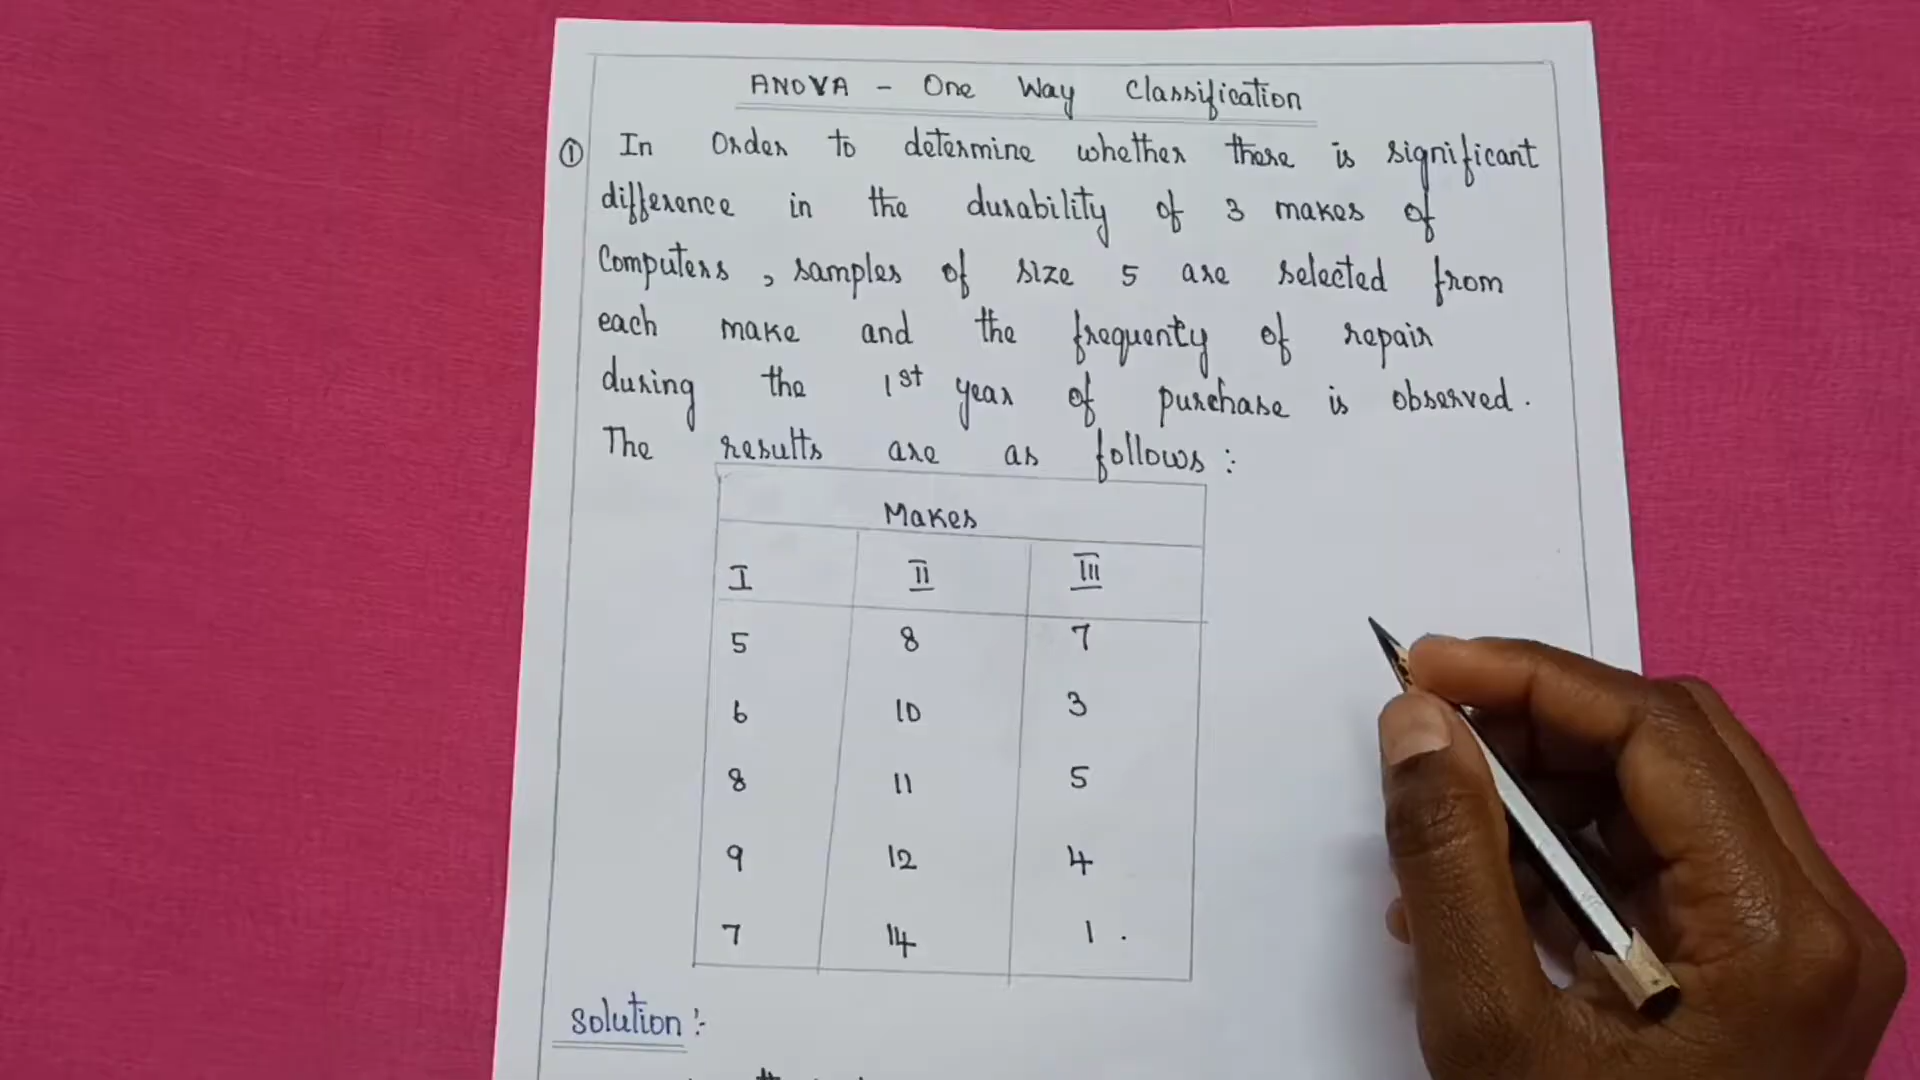 ANOVA - One Way Classification
① In Order to determine whether there is significant
difference in the durability of 3 makes of
Computers, samples of size 5 are selected from
each make and the frequenty of repair
during the 1st year of purchase is observed.
The results are as follows:
Makes
I II III
5 8 7
6 10 3
8 11 5
9 12 4
7 14 1.
Solution:-